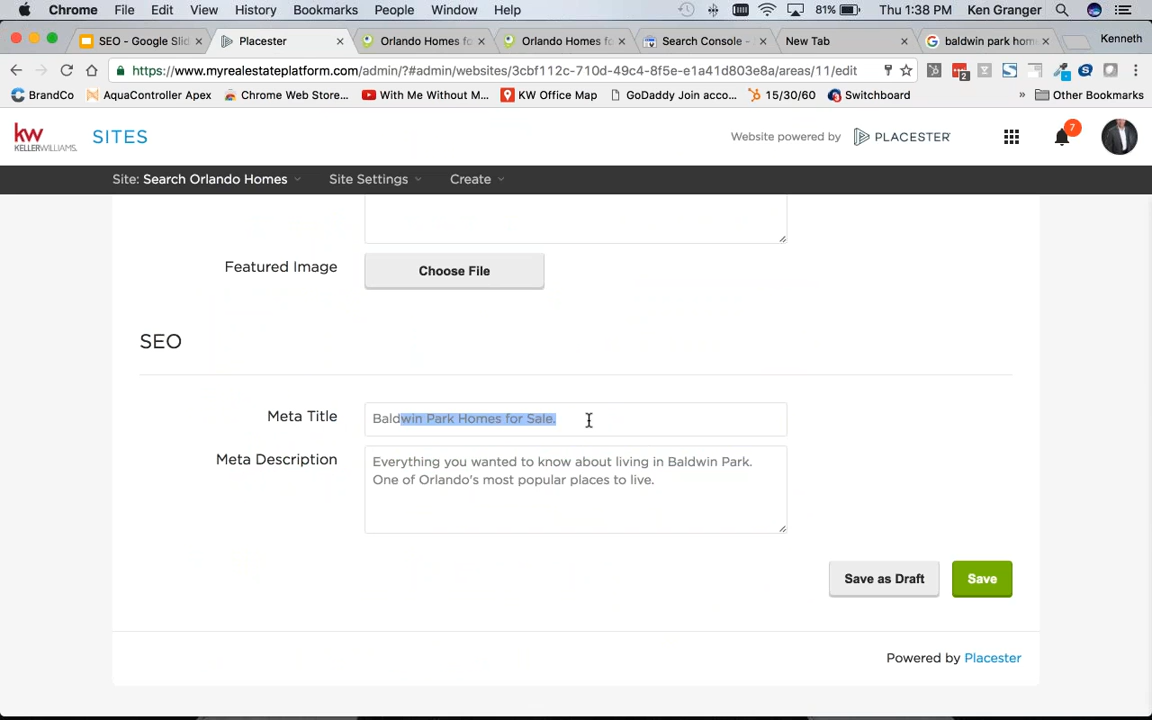 Chrome File Edit View History Bookmarks People Window Help 81% Thu 1:38 PM Ken Granger
SEO - Google Slid Placester Orlando Homes fo Orlando Homes fo Search Console - New Tab baldwin park hom Kenneth
https://www.myrealestateplatform.com/admin/?#admin/websites/3cbf112c-710d-49c4-8f5e-e1a41d803e8a/areas/11/edit 2
BrandCo AquaController Apex Chrome Web Store... With Me Without M... KW Office Map GoDaddy Join acco... 15/30/60 Switchboard » Other Bookmarks
kw SITES Website powered by PLACESTER 7
KELLERWILLIAMS.
Site: Search Orlando Homes Site Settings Create
Featured Image Choose File
SEO
Meta Title Baldwin Park Homes for Sale.
Meta Description Everything you wanted to know about living in Baldwin Park.
One of Orlando's most popular places to live.
Save as Draft Save
Powered by Placester